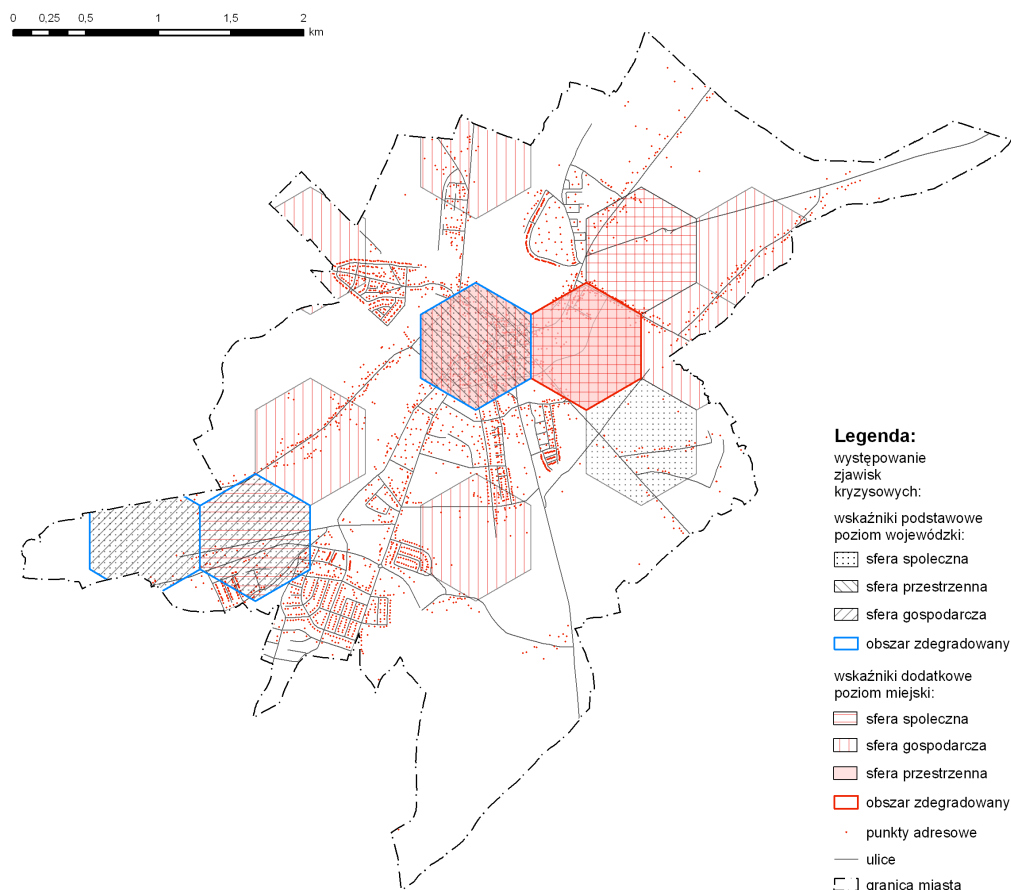 0 0,25 0,5 1 1,5 2
km
Legenda:
występowanie
zjawisk
kryzysowych:
wskaźniki podstawowe
poziom wojewódzki:
sfera społeczna
sfera przestrzenna
sfera gospodarcza
obszar zdegradowany
wskaźniki dodatkowe
poziom miejski:
sfera społeczna
sfera gospodarcza
sfera przestrzenna
obszar zdegradowany
punkty adresowe
ulice
granica miasta